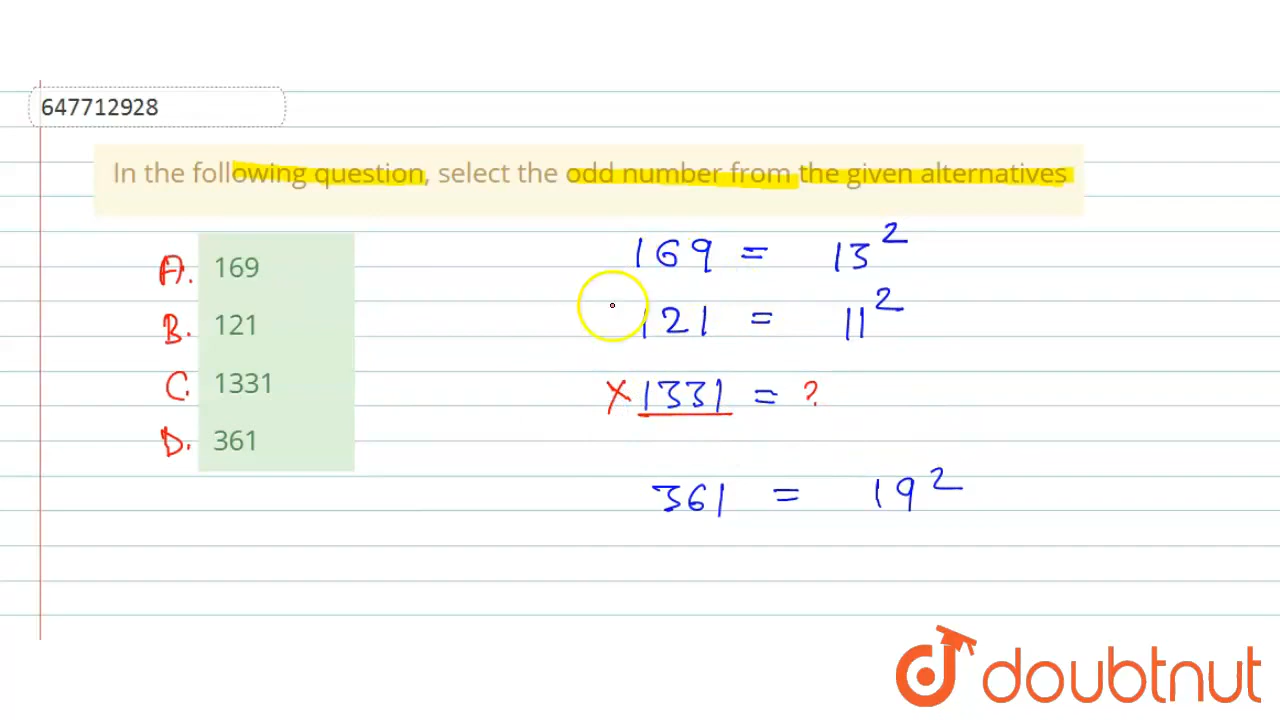 647712928
In the following question, select the odd number from the given alternatives
A. 169
B. 121
C. 1331
D. 361
169 = 13²
121 = 11²
X 1331 = ?
361 = 19²
doubtnut